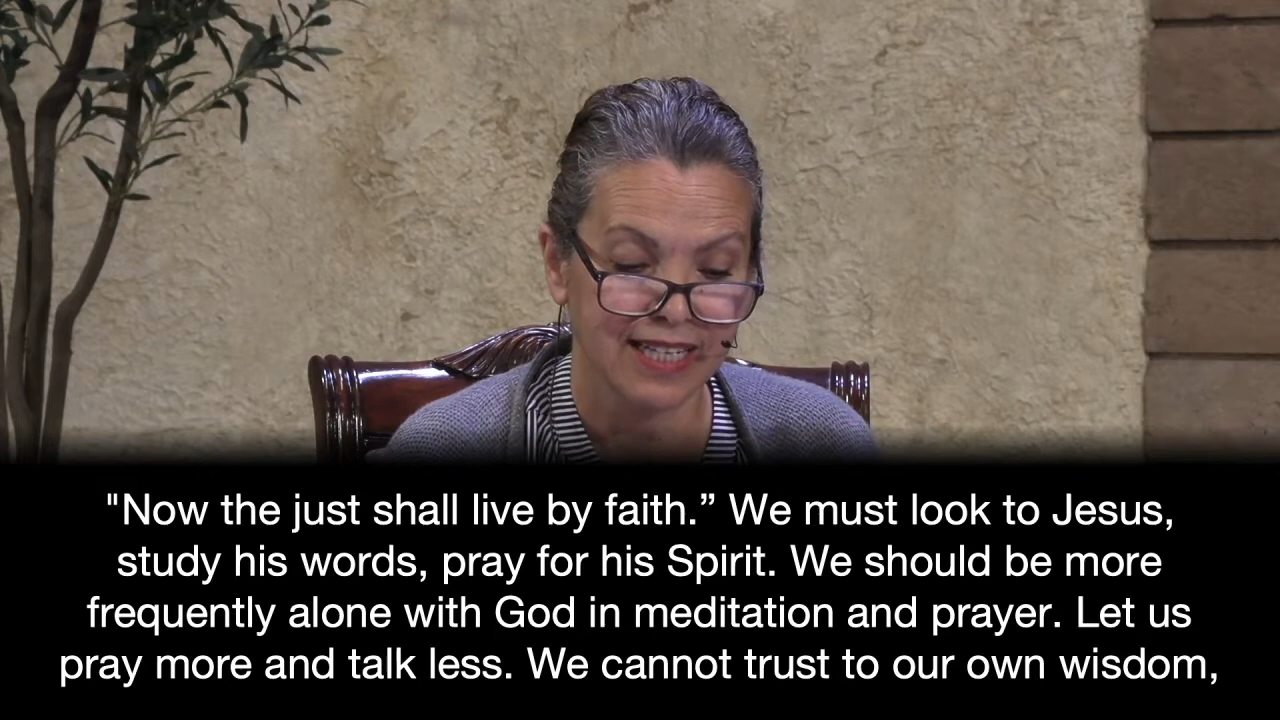 "Now the just shall live by faith.” We must look to Jesus,
study his words, pray for his Spirit. We should be more
frequently alone with God in meditation and prayer. Let us
pray more and talk less. We cannot trust to our own wisdom,